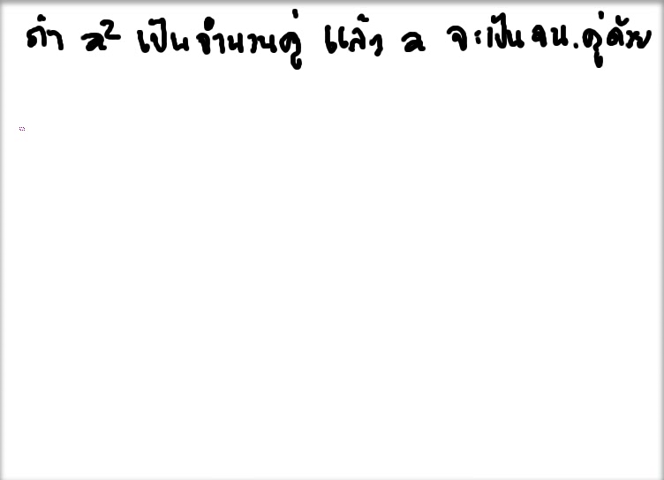 ถ้า a² เป็นจำนวนคู่ แล้ว a จะเป็น จน.คู่ด้วย